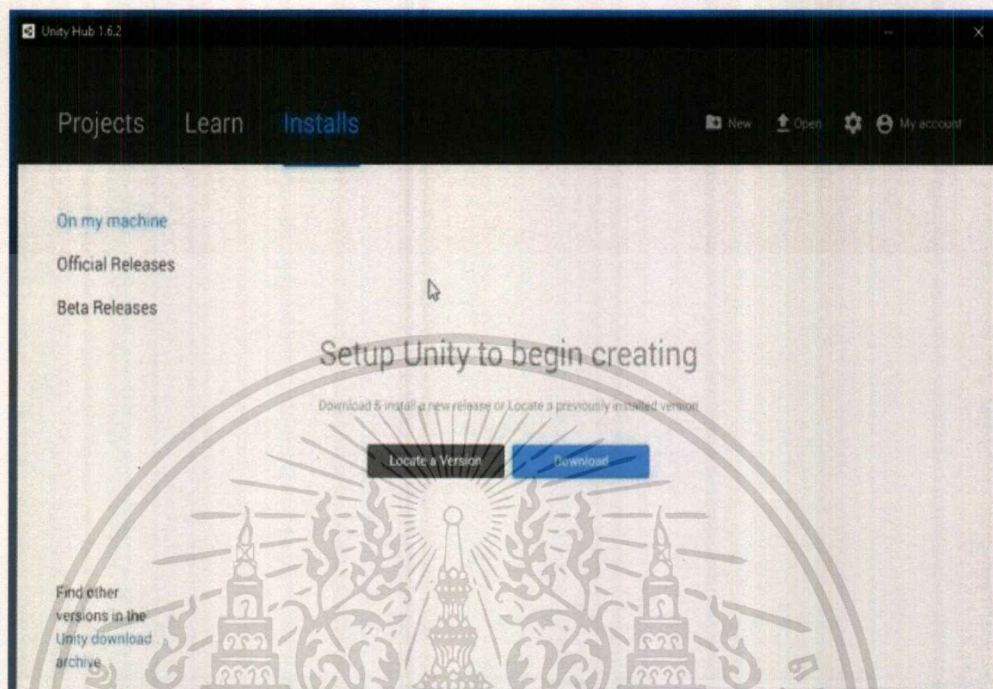 Unity Hub 1.6.2
Projects Learn Installs New Open My account
On my machine
Official Releases
Beta Releases
Setup Unity to begin creating
Download & install a new release or Locate a previously installed version
Locate a Version Download
Find other
versions in the
Unity download
archive